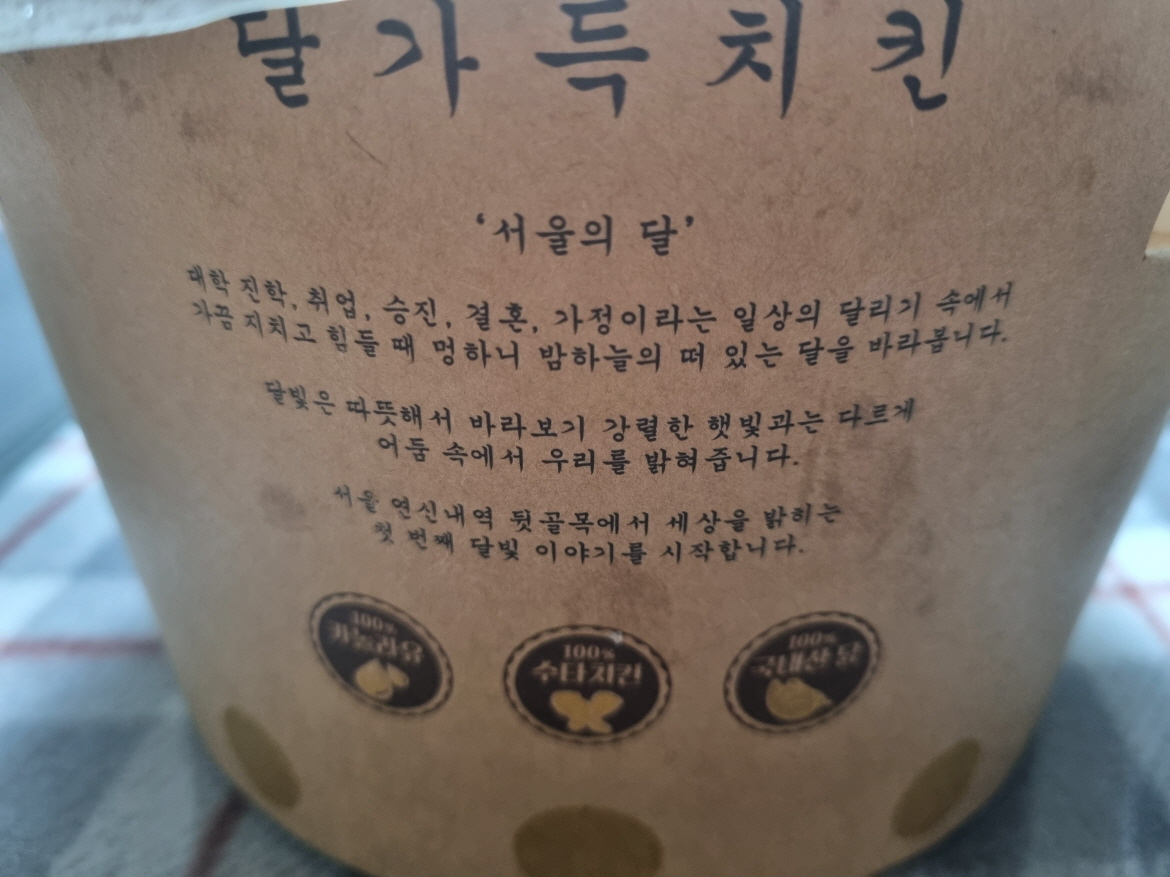 달가득치킨
‘서울의 달’
대학 진학, 취업, 승진, 결혼, 가정이라는 일상의 달리기 속에서
가끔 지치고 힘들 때 멍하니 밤하늘의 떠 있는 달을 바라봅니다.
달빛은 따뜻해서 바라보기 강렬한 햇빛과는 다르게
어둠 속에서 우리를 밝혀줍니다.
서울 연신내역 뒷골목에서 세상을 밝히는
첫 번째 달빛 이야기를 시작합니다.
100%
카놀라유
100%
수타치킨
100%
국내산 닭